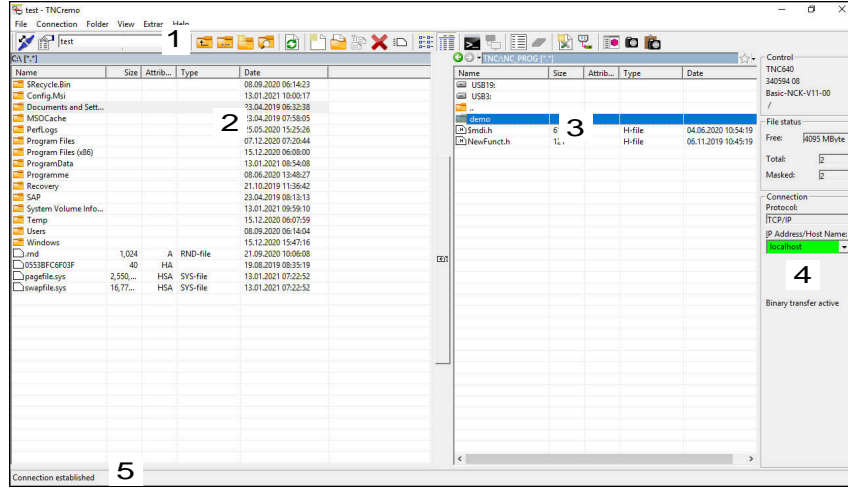 test - TNCremo
File Connection Folder View Extras Help
test
1
C:\ [*.*]
Name Size Attrib... Type Date
$Recycle.Bin 08.09.2020 06:14:23
Config.Msi 13.01.2021 10:00:17
Documents and Sett... 23.04.2019 06:32:38
MSOCache 23.04.2019 07:58:05
PerfLogs 25.05.2020 15:25:26
Program Files 07.12.2020 07:20:44
Program Files (x86) 15.12.2020 06:08:00
ProgramData 13.01.2021 08:54:08
Programme 08.06.2020 13:48:27
Recovery 21.10.2019 11:36:42
SAP 23.04.2019 08:13:13
System Volume Info... 13.01.2021 09:59:10
Temp 15.12.2020 06:07:59
Users 08.09.2020 06:14:04
Windows 15.12.2020 15:47:16
.rnd 1,024 A RND-file 21.09.2020 10:06:08
0553BFC6F03F 40 HA 19.08.2019 08:35:19
pagefile.sys 2,550,... HSA SYS-file 13.01.2021 07:22:52
swapfile.sys 16,77... HSA SYS-file 13.01.2021 07:22:52
2
TNC:\NC_PROG [*.*]
Name Size Attrib... Type Date
USB19:
USB3:
..
demo
$mdi.h H-file 04.06.2020 10:54:19
NewFunct.h H-file 06.11.2019 10:45:19
3
Control
TNC640
340594 08
Basic-NCK-V11-00
/
File status
Free: 4095 MByte
Total: 2
Masked: 2
Connection
Protocol:
TCP/IP
IP Address/Host Name:
localhost
4
Binary transfer active
Connection established
5